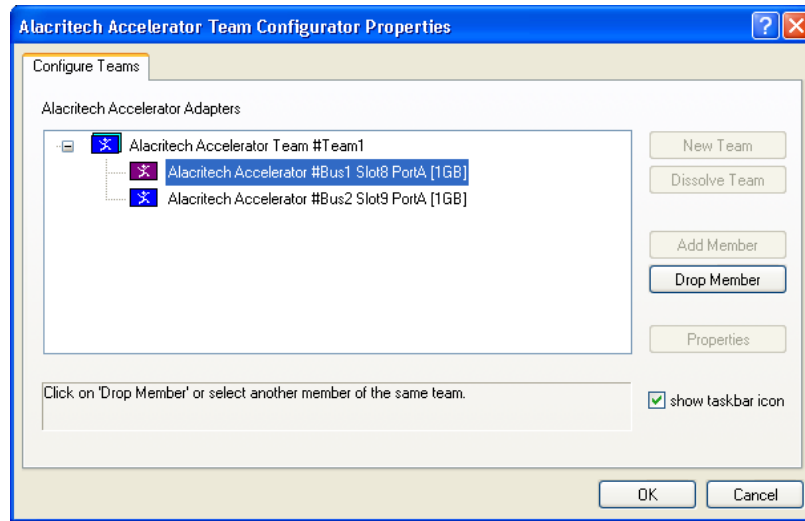 Alacritech Accelerator Team Configurator Properties
Configure Teams
Alacritech Accelerator Adapters
Alacritech Accelerator Team #Team1
Alacritech Accelerator #Bus1 Slot8 PortA [1GB]
Alacritech Accelerator #Bus2 Slot9 PortA [1GB]
New Team
Dissolve Team
Add Member
Drop Member
Properties
Click on 'Drop Member' or select another member of the same team.
show taskbar icon
OK
Cancel